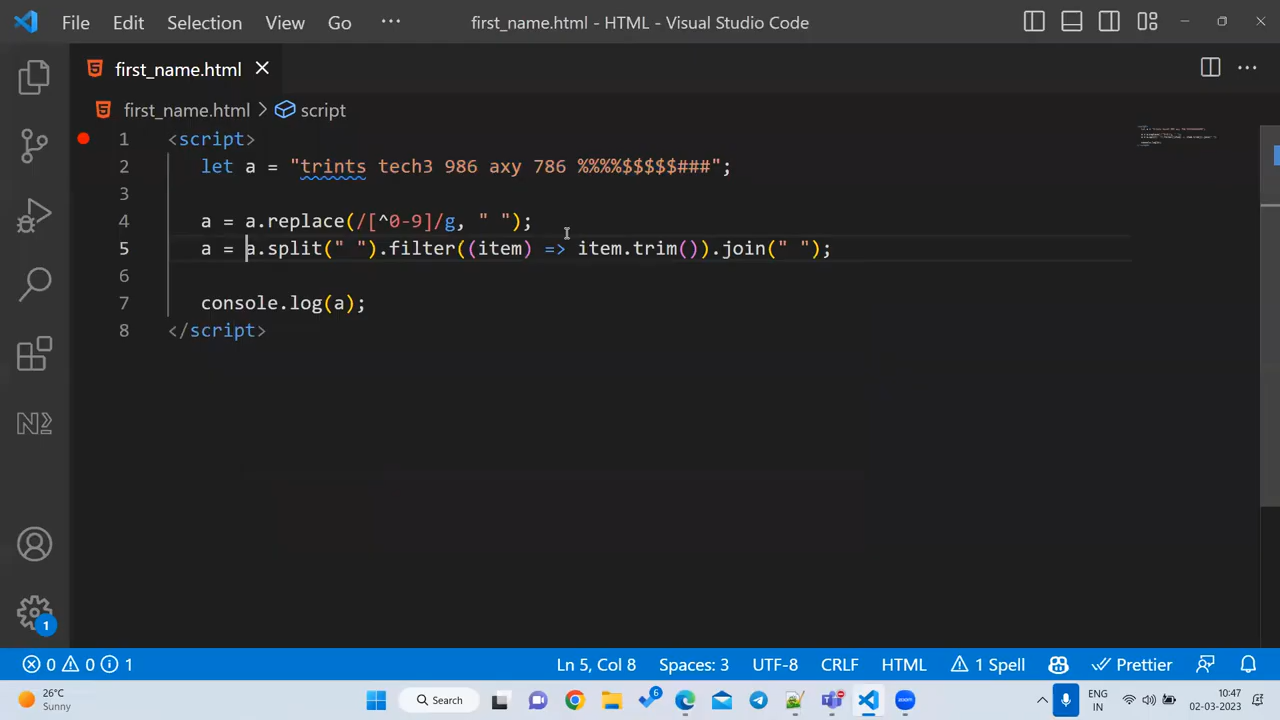 File Edit Selection View Go ··· first_name.html - HTML - Visual Studio Code
first_name.html
first_name.html > script
1 <script>
2 let a = "trints tech3 986 axy 786 %%%%$$$$$###";
3
4 a = a.replace(/[^0-9]/g, " ");
5 a = a.split(" ").filter((item) => item.trim()).join(" ");
6
7 console.log(a);
8 </script>
1
0 0 1 Ln 5, Col 8 Spaces: 3 UTF-8 CRLF HTML 1 Spell Prettier
26°C
Sunny
Search
6
ENG
IN
10:47
02-03-2023